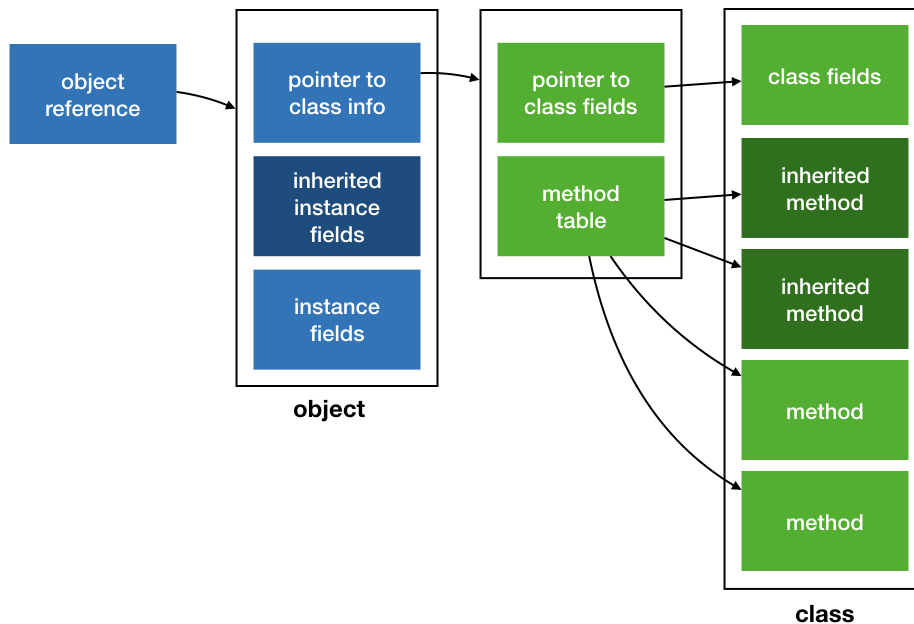 object
reference
pointer to
class info
inherited
instance
fields
instance
fields
object
pointer to
class fields
method
table
class fields
inherited
method
inherited
method
method
method
class